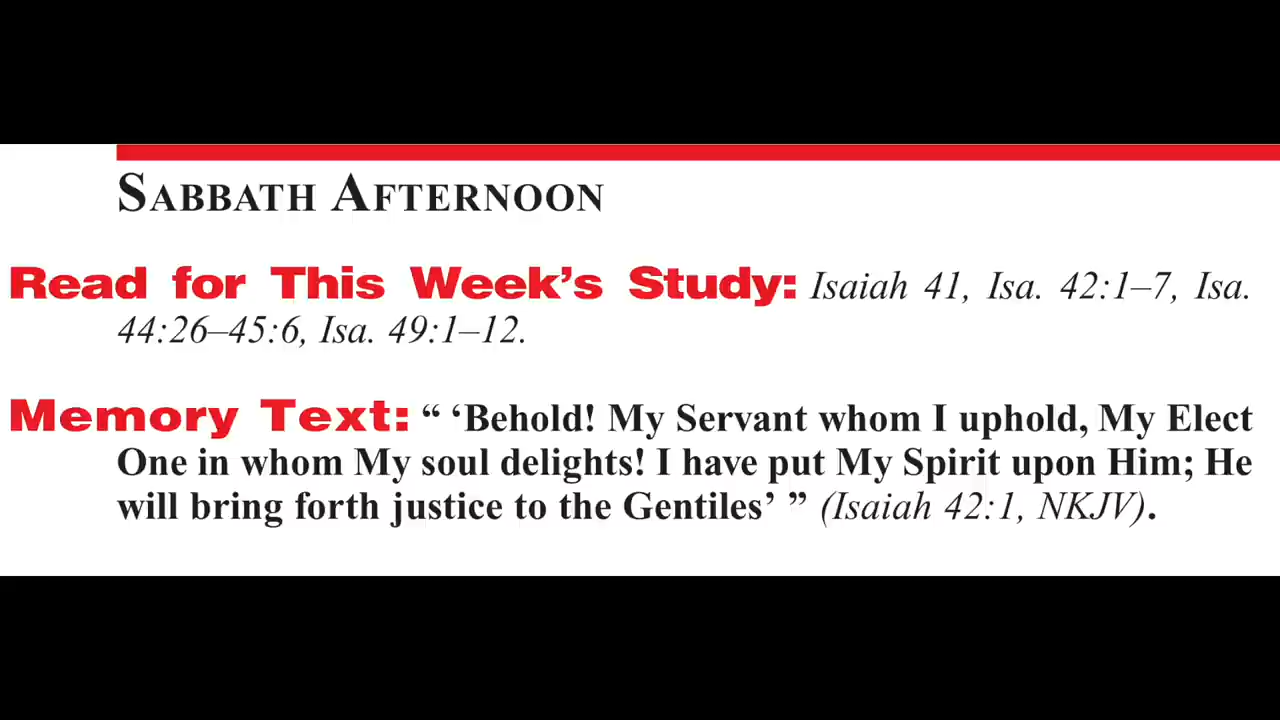 SABBATH AFTERNOON
Read for This Week’s Study: Isaiah 41, Isa. 42:1–7, Isa.
44:26–45:6, Isa. 49:1–12.
Memory Text: “ ‘Behold! My Servant whom I uphold, My Elect
One in whom My soul delights! I have put My Spirit upon Him; He
will bring forth justice to the Gentiles’ ” (Isaiah 42:1, NKJV).